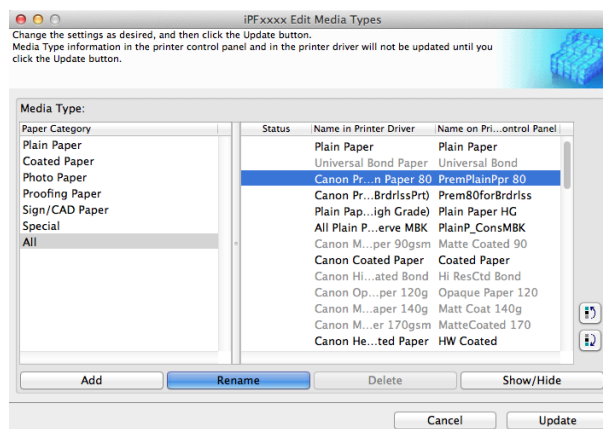 iPFxxxx Edit Media Types
Change the settings as desired, and then click the Update button.
Media Type information in the printer control panel and in the printer driver will not be updated until you
click the Update button.
Media Type:
Paper Category Status Name in Printer Driver Name on Pri...ontrol Panel
Plain Paper
Coated Paper
Photo Paper
Proofing Paper
Sign/CAD Paper
Special
All
Plain Paper Plain Paper
Universal Bond Paper Universal Bond
Canon Pr...n Paper 80 PremPlainPpr 80
Canon Pr...BrdrlssPrt) Prem80forBrdrlss
Plain Pap...igh Grade) Plain Paper HG
All Plain P...erve MBK PlainP_ConsMBK
Canon M...per 90gsm Matte Coated 90
Canon Coated Paper Coated Paper
Canon Hi...ated Bond Hi ResCtd Bond
Canon Op...per 120g Opaque Paper 120
Canon M...aper 140g Matt Coat 140g
Canon M...er 170gsm MatteCoated 170
Canon He...ted Paper HW Coated
Add Rename Delete Show/Hide
Cancel Update